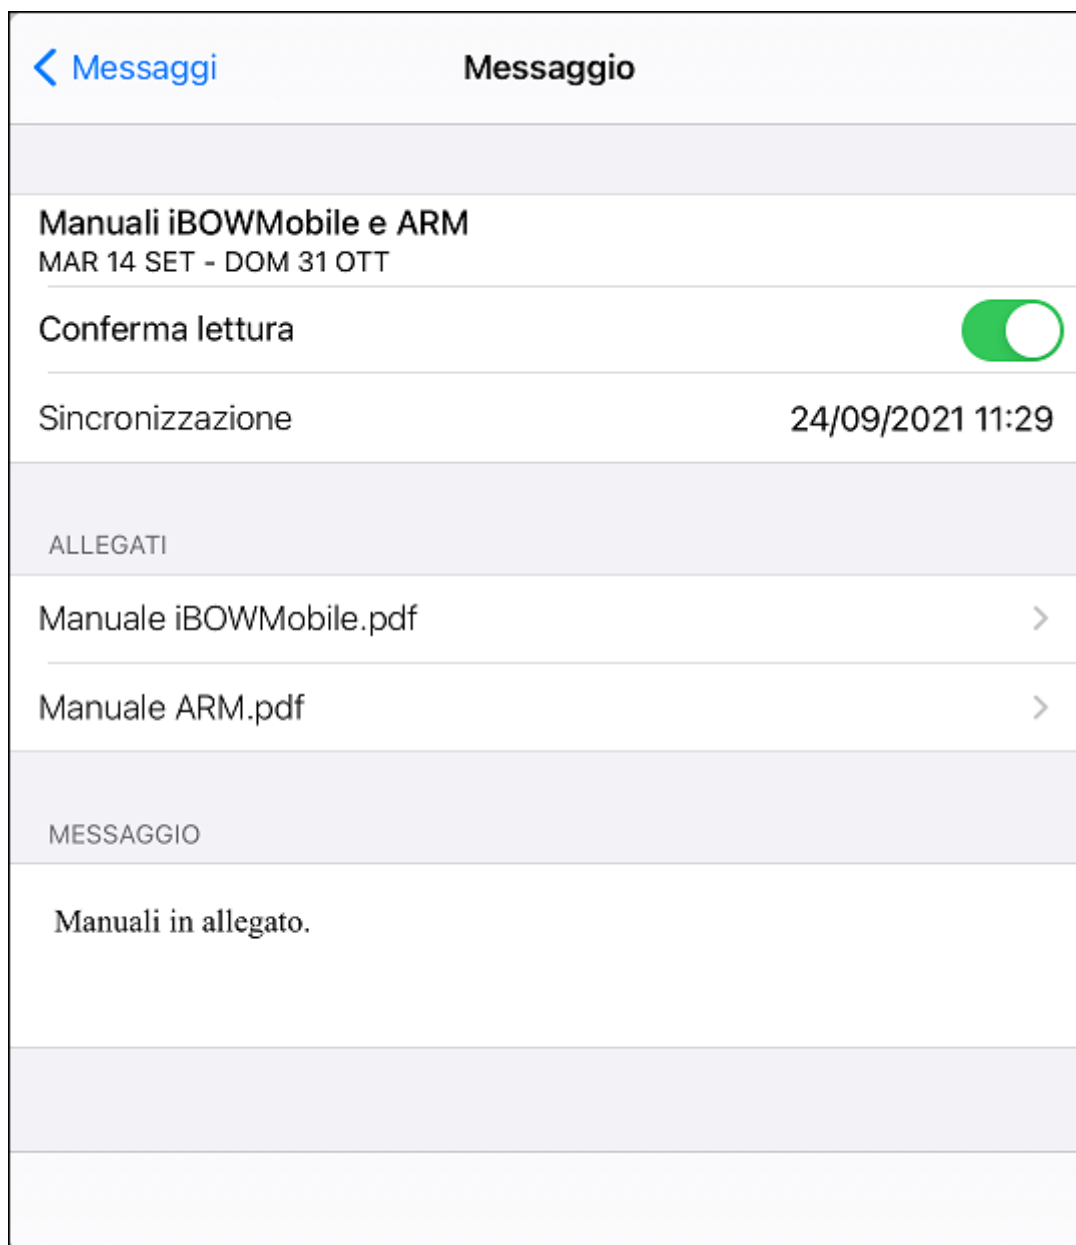 Messaggi
Messaggio
Manuali iBOWMobile e ARM
MAR 14 SET - DOM 31 OTT
Conferma lettura
Sincronizzazione 24/09/2021 11:29
ALLEGATI
Manuale iBOWMobile.pdf
Manuale ARM.pdf
MESSAGGIO
Manuali in allegato.